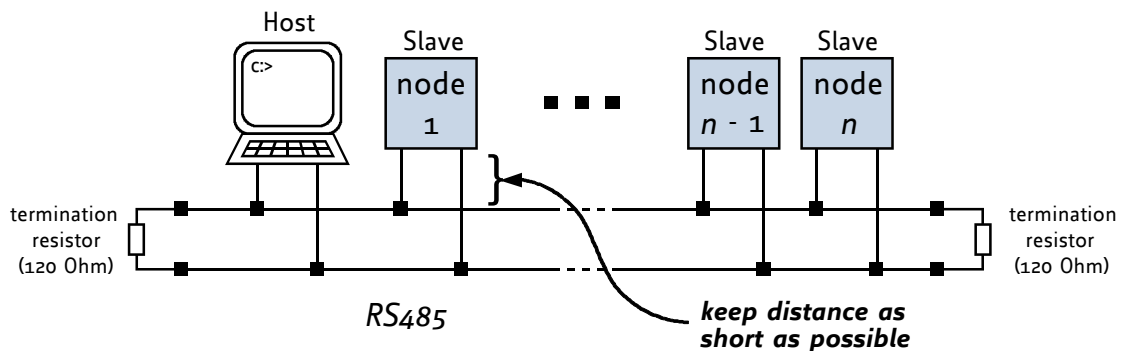 Host
C:>
Slave
node
1
Slave
node
n - 1
Slave
node
n
termination
resistor
(120 Ohm)
termination
resistor
(120 Ohm)
RS485
keep distance as
short as possible